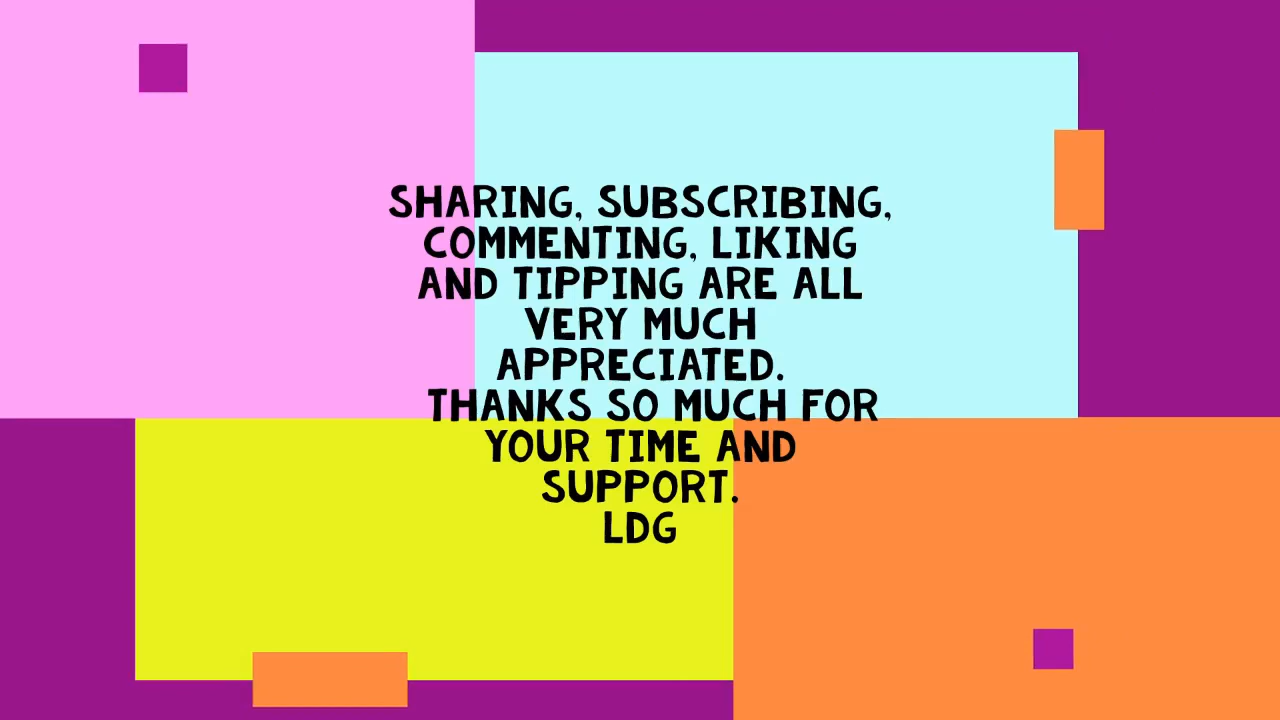 SHARING, SUBSCRIBING,
COMMENTING, LIKING
AND TIPPING ARE ALL
VERY MUCH
APPRECIATED.
THANKS SO MUCH FOR
YOUR TIME AND
SUPPORT.
LDG